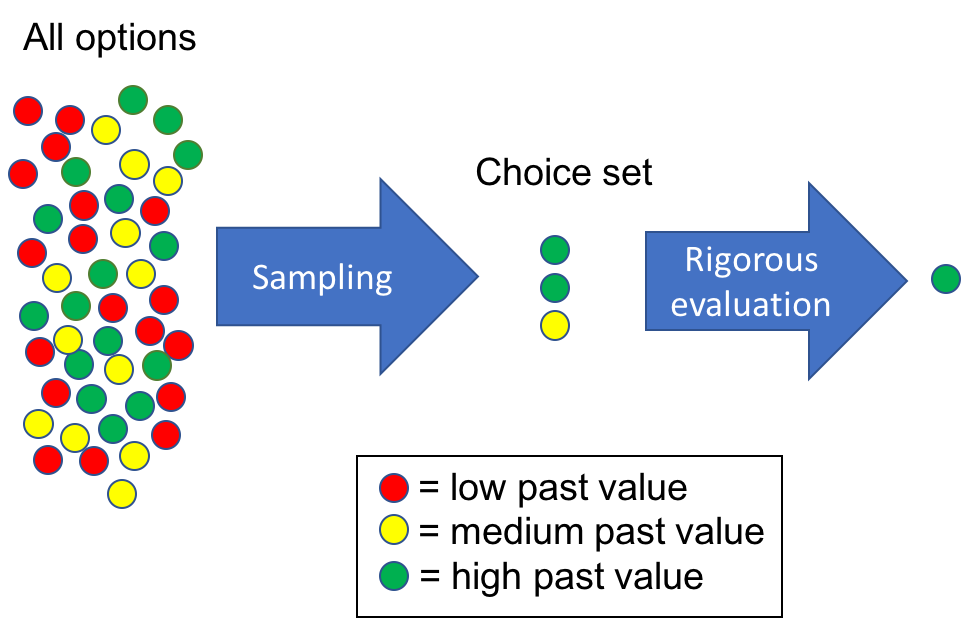 All options
Choice set
Sampling
Rigorous
evaluation
= low past value
= medium past value
= high past value